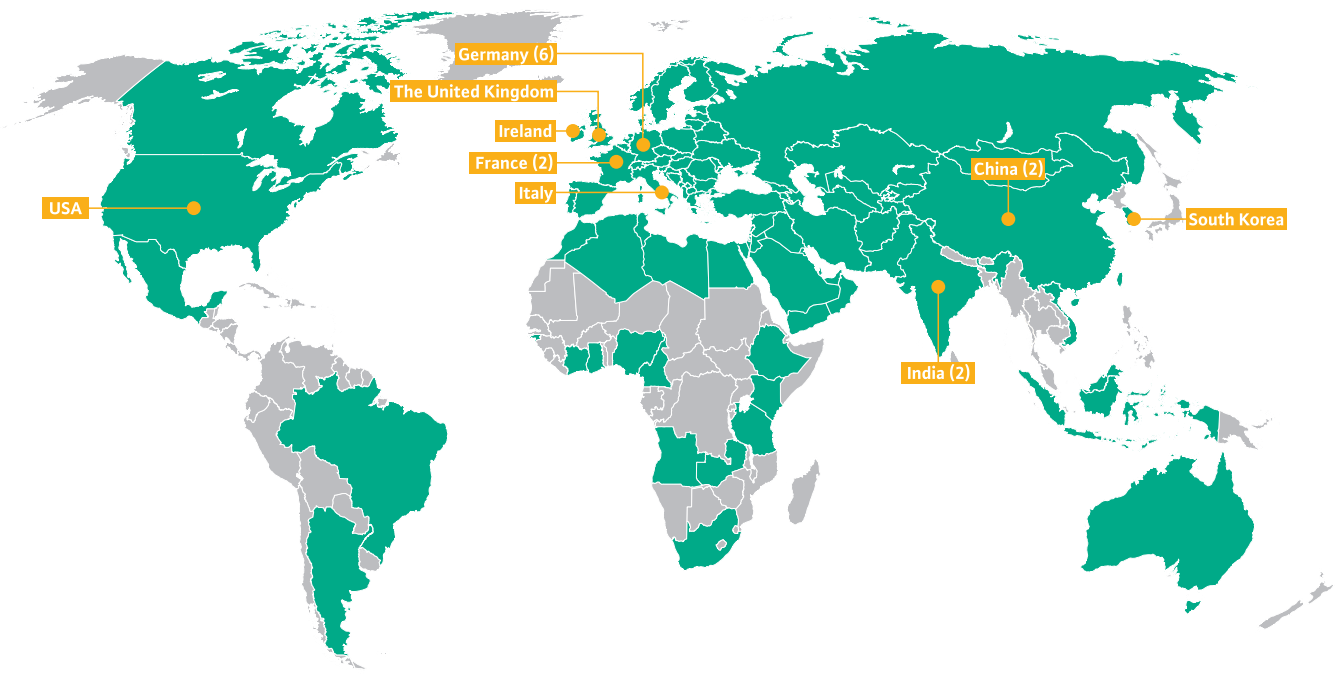 Germany (6)
The United Kingdom
Ireland
France (2)
Italy
USA
China (2)
South Korea
India (2)